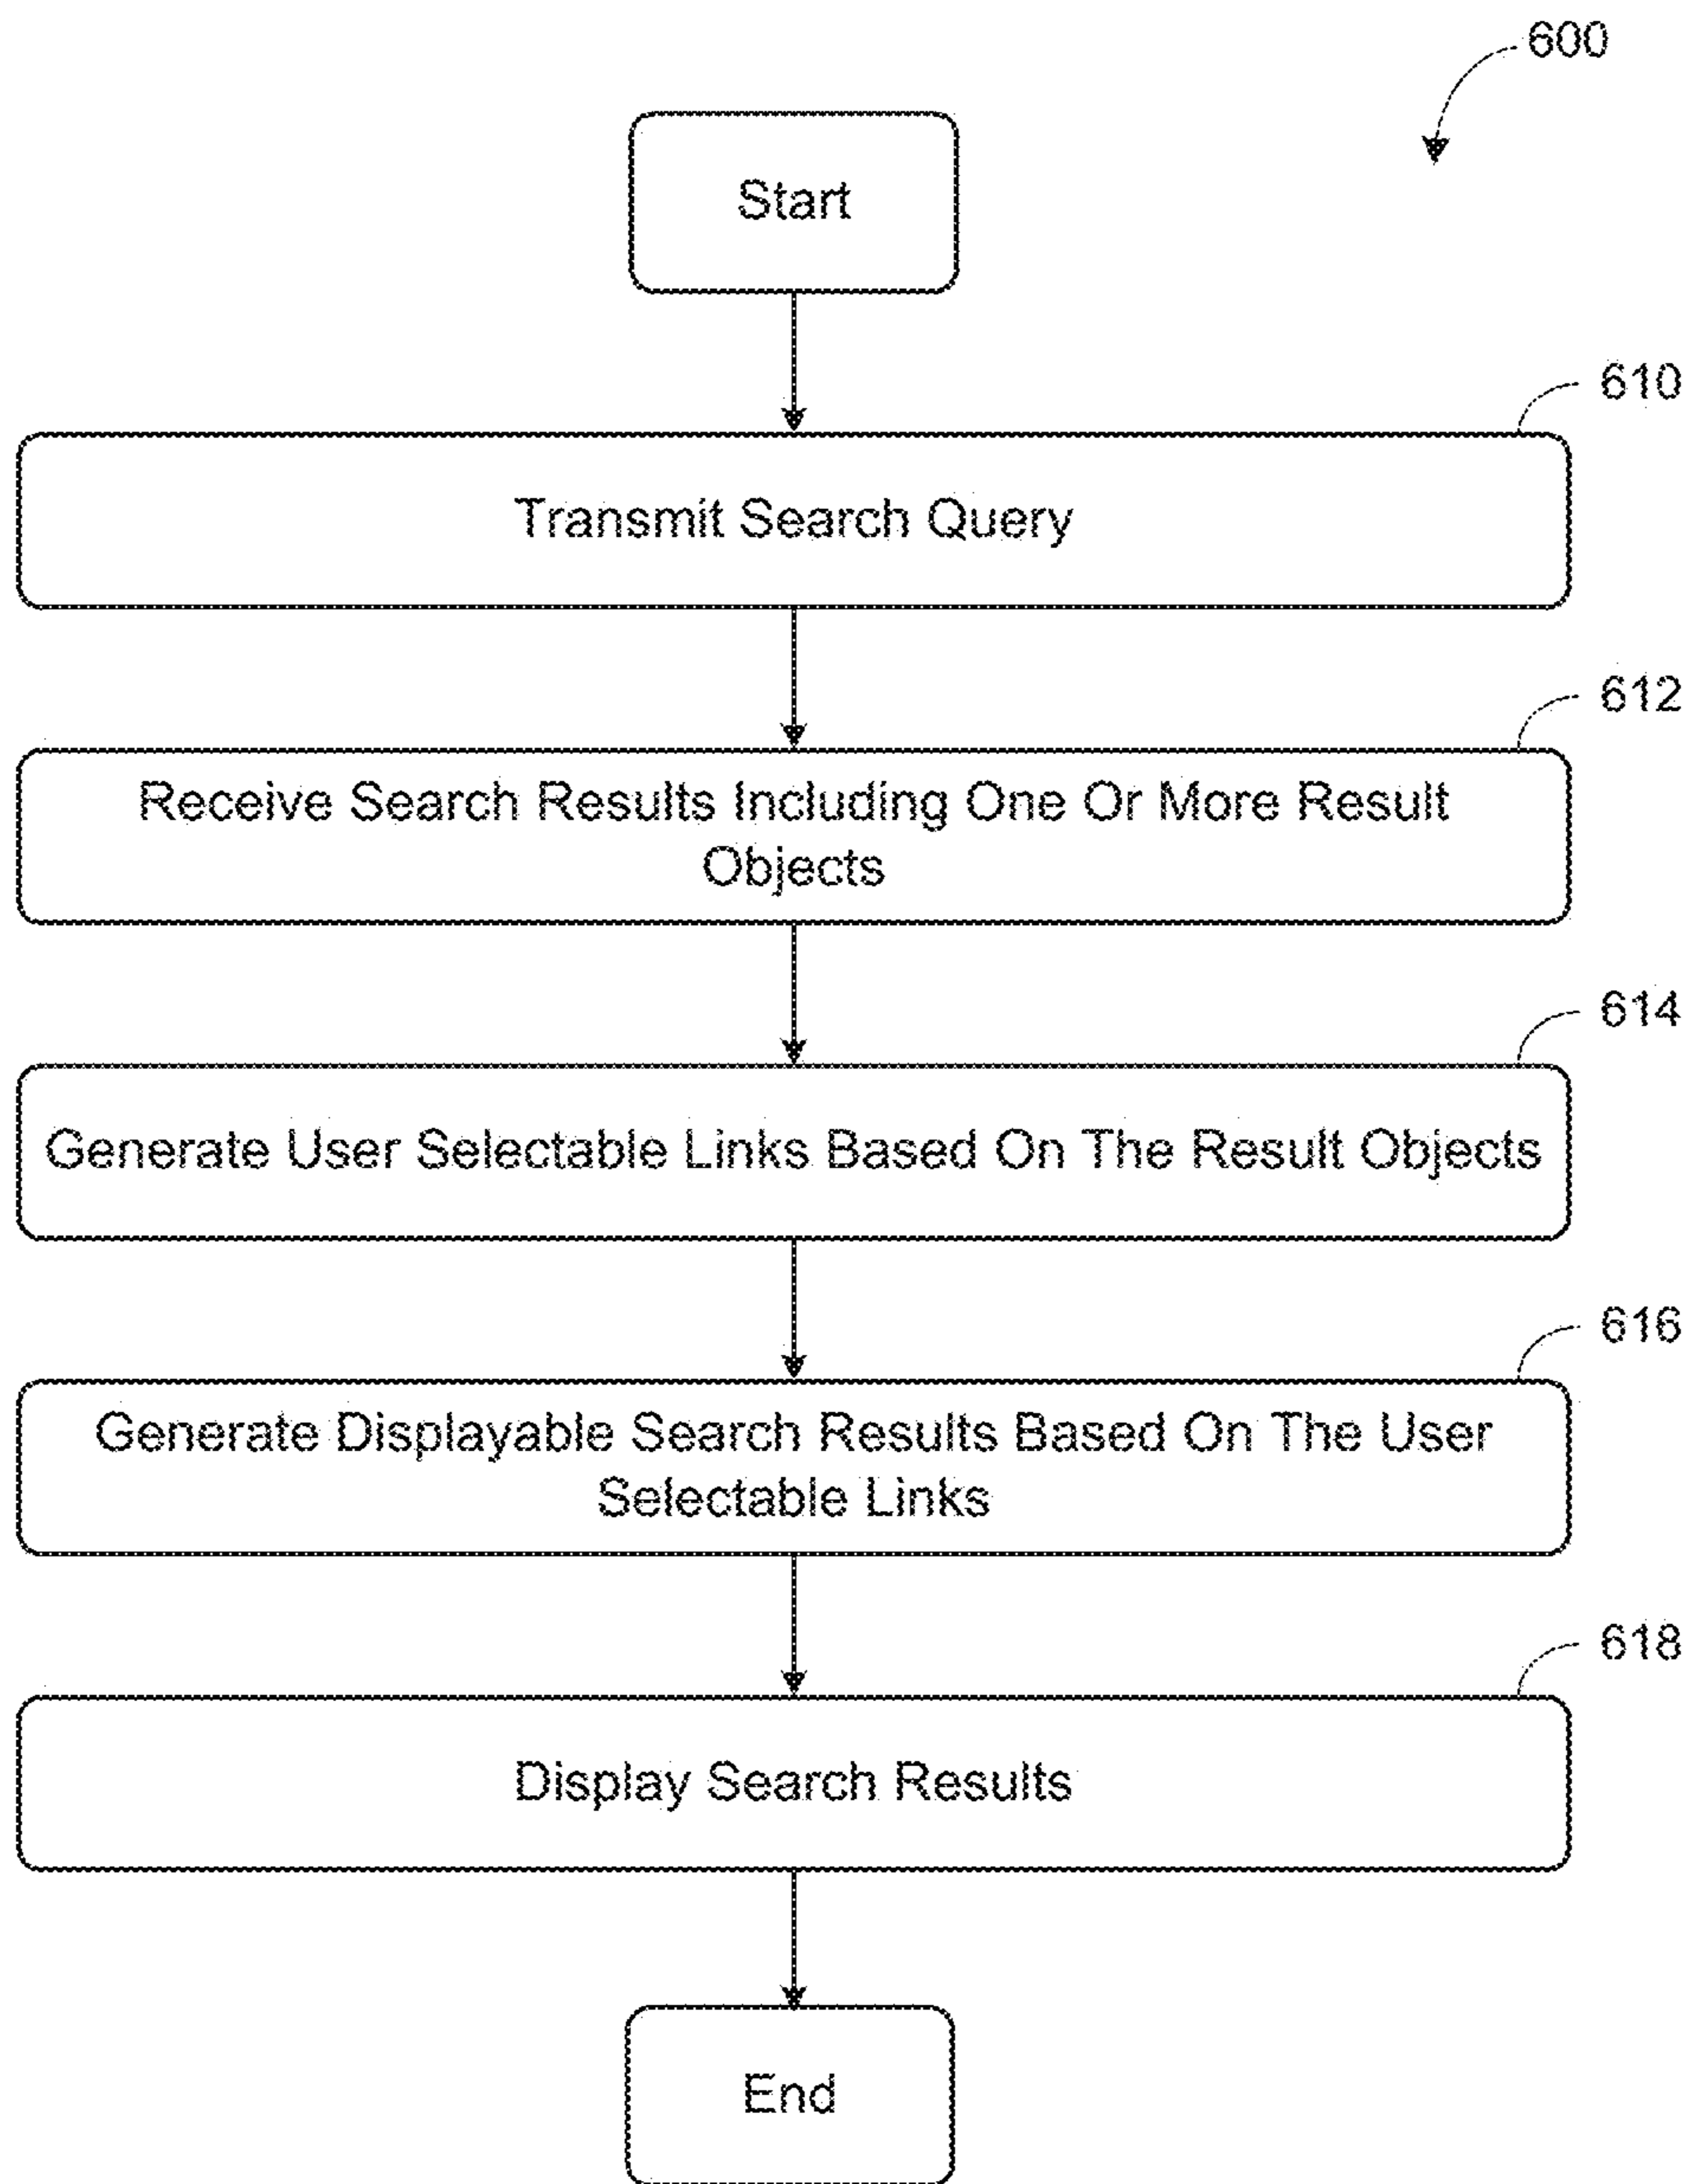 600
Start
610
Transmit Search Query
612
Receive Search Results Including One Or More Result
Objects
614
Generate User Selectable Links Based On The Result Objects
616
Generate Displayable Search Results Based On The User
Selectable Links
618
Display Search Results
End